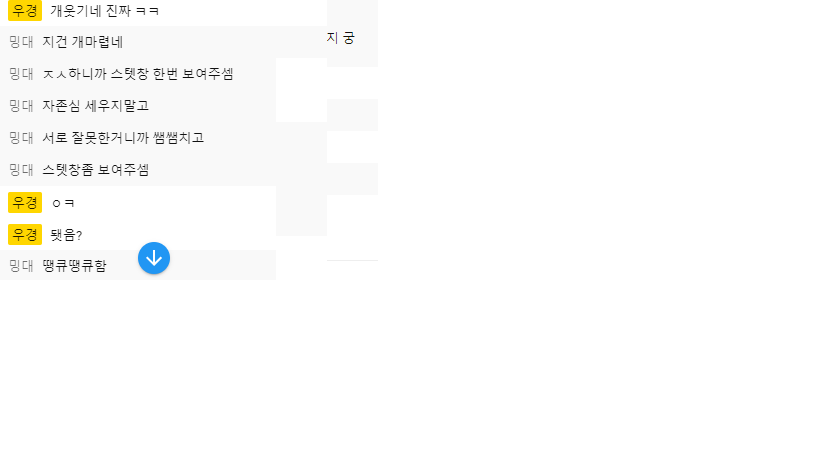 우경 개웃기네 진짜 ㅋㅋ
지 궁
밍대 지건 개마렵네
밍대 ㅈㅅ하니까 스텟창 한번 보여주셈
밍대 자존심 세우지말고
밍대 서로 잘못한거니까 쌤쌤치고
밍대 스텟창좀 보여주셈
우경 ㅇㅋ
우경 됏음?
밍대 땡큐땡큐함